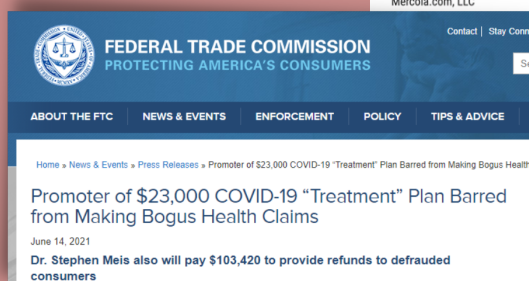 Mercola.com, LLC
Contact | Stay Conn
FEDERAL TRADE COMMISSION
PROTECTING AMERICA'S CONSUMERS
Se
ABOUT THE FTC NEWS & EVENTS ENFORCEMENT POLICY TIPS & ADVICE
Home » News & Events » Press Releases » Promoter of $23,000 COVID-19 “Treatment” Plan Barred from Making Bogus Health
Promoter of $23,000 COVID-19 “Treatment” Plan Barred
from Making Bogus Health Claims
June 14, 2021
Dr. Stephen Meis also will pay $103,420 to provide refunds to defrauded
consumers